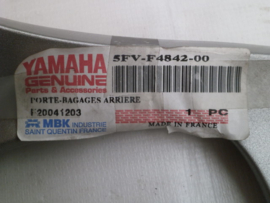 YAMAHA
GENUINE
Parts & Accessories
5FV-F4842-00
PORTE-BAGAGES ARRIERE
F20041203
1 PC
MBK INDUSTRIE
SAINT QUENTIN.FRANCE
MADE IN FRANCE